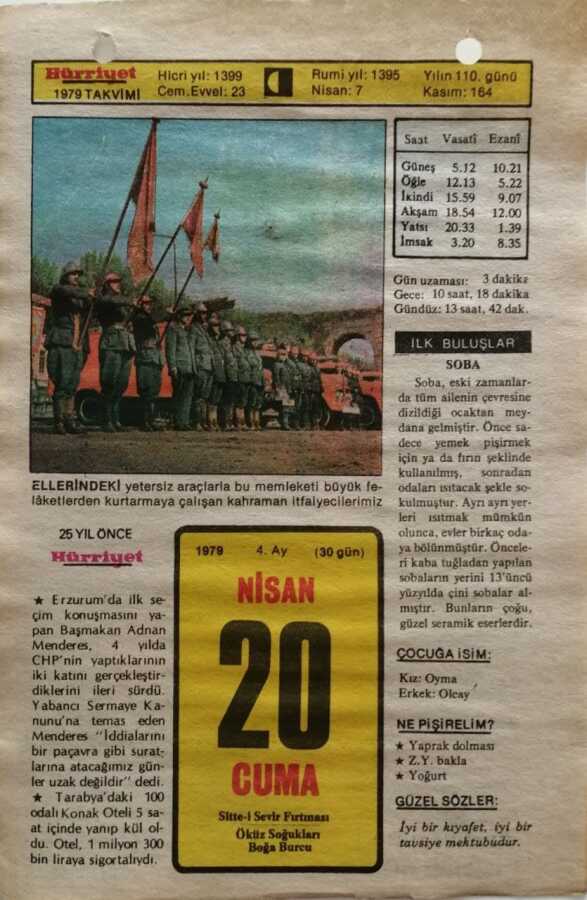 Hürriyet
1979 TAKVİMİ
Hicri yıl: 1399
Cem.Evvel: 23
Rumi yıl: 1395
Nisan: 7
Yılın 110. günü
Kasım: 164
Saat Vasatî Ezanî
Güneş 5.12 10.21
Öğle 12.13 5.22
İkindi 15.59 9.07
Akşam 18.54 12.00
Yatsı 20.33 1.39
İmsak 3.20 8.35
Gün uzaması: 3 dakika
Gece: 10 saat, 18 dakika
Gündüz: 13 saat, 42 dak.
İLK BULUŞLAR
SOBA
Soba, eski zamanlar-
da tüm ailenin çevresine
dizildiği ocaktan mey-
dana gelmiştir. Önce sa-
dece yemek pişirmek
için ya da fırın şeklinde
kullanılmış, sonradan
odaları ısıtacak şekle so-
kulmuştur. Ayrı ayrı yer-
leri ısıtmak mümkün
olunca, evler birkaç oda-
ya bölünmüştür. Öncele-
ri kaba tuğladan yapılan
sobaların yerini 13'üncü
yüzyılda çini sobalar al-
mıştır. Bunların çoğu,
güzel seramik eserlerdir.
ÇOCUĞA İSİM:
Kız: Oyma
Erkek: Olcay
NE PİŞİRELİM?
★ Yaprak dolması
★ Z.Y. bakla
★ Yoğurt
GÜZEL SÖZLER:
İyi bir kıyafet, iyi bir
tavsiye mektubudur.
ELLERİNDEKİ yetersiz araçlarla bu memleketi büyük fe-
lâketlerden kurtarmaya çalışan kahraman itfaiyecilerimiz
25 YIL ÖNCE
Hürriyet
★ Erzurum'da ilk se-
çim konuşmasını ya-
pan Başmakan Adnan
Menderes, 4 yılda
CHP'nin yaptıklarının
iki katını gerçekleştir-
diklerini ileri sürdü.
Yabancı Sermaye Ka-
nunu'na temas eden
Menderes "İddialarını
bir paçavra gibi surat-
larına atacağımız gün-
ler uzak değildir" dedi.
★ Tarabya'daki 100
odalı Konak Oteli 5 sa-
at içinde yanıp kül ol-
du. Otel, 1 milyon 300
bin liraya sigortalıydı.
1979 4. Ay (30 gün)
NİSAN
20
CUMA
Sitte-i Sevir Fırtınası
Öküz Soğukları
Boğa Burcu